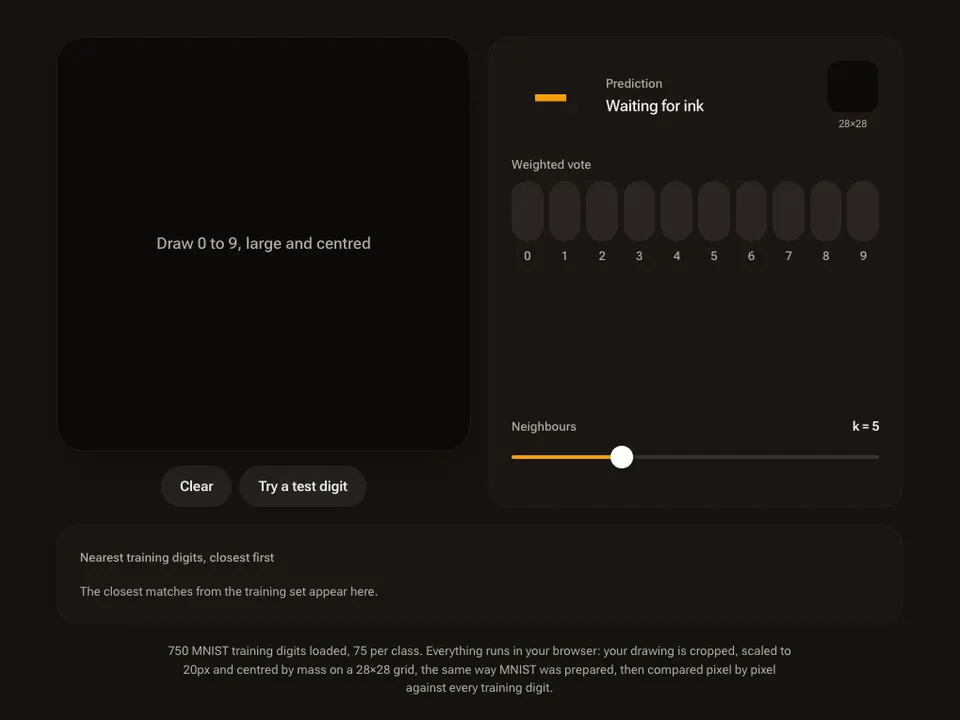 Draw 0 to 9, large and centred
Clear
Try a test digit
Prediction
Waiting for ink
28×28
Weighted vote
0 1 2 3 4 5 6 7 8 9
Neighbours
k = 5
Nearest training digits, closest first
The closest matches from the training set appear here.
750 MNIST training digits loaded, 75 per class. Everything runs in your browser: your drawing is cropped, scaled to
20px and centred by mass on a 28×28 grid, the same way MNIST was prepared, then compared pixel by pixel
against every training digit.